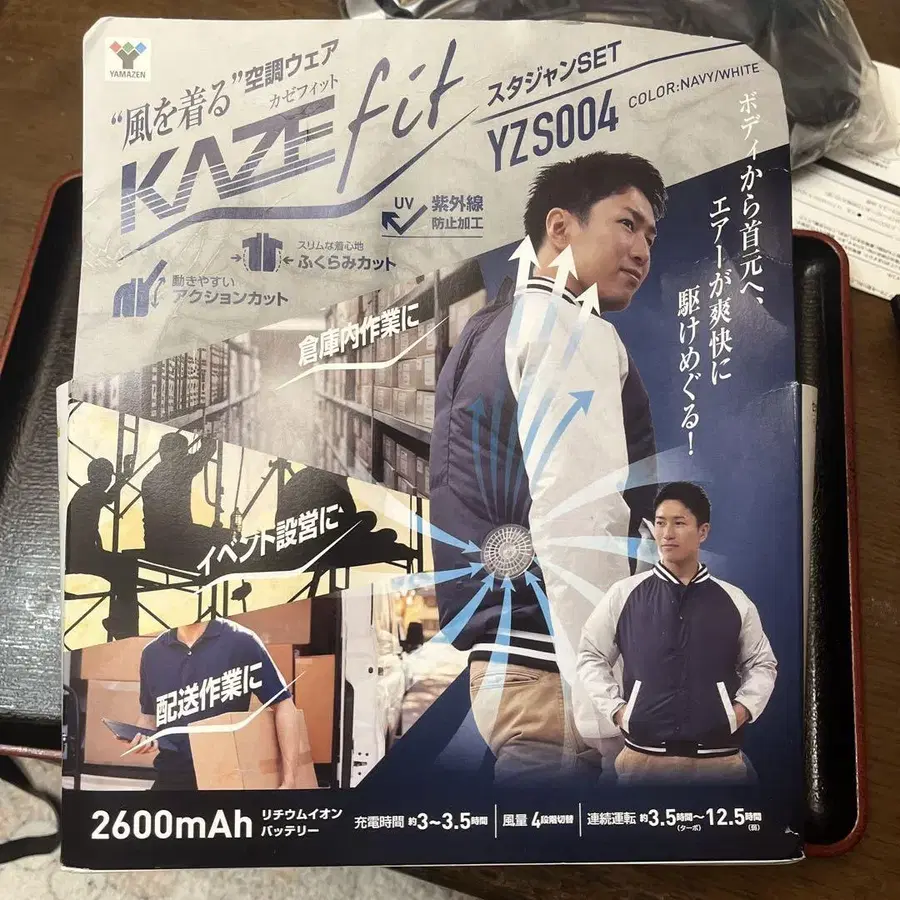 YAMAZEN
“風を着る”空調ウェア
カゼフィット
KAZE fit
スタジャンSET
YZS004
COLOR:NAVY/WHITE
UV
紫外線
防止加工
スリムな着心地
ふくらみカット
動きやすい
アクションカット
ボディから首元へ、
エアーが爽快に
駆けめぐる!
倉庫内作業に
イベント設営に
配送作業に
2600mAh リチウムイオン
バッテリー
充電時間 約3~3.5時間
風量 4段階切替
連続運転 約3.5時間~12.5時間
(ターボ) (弱)